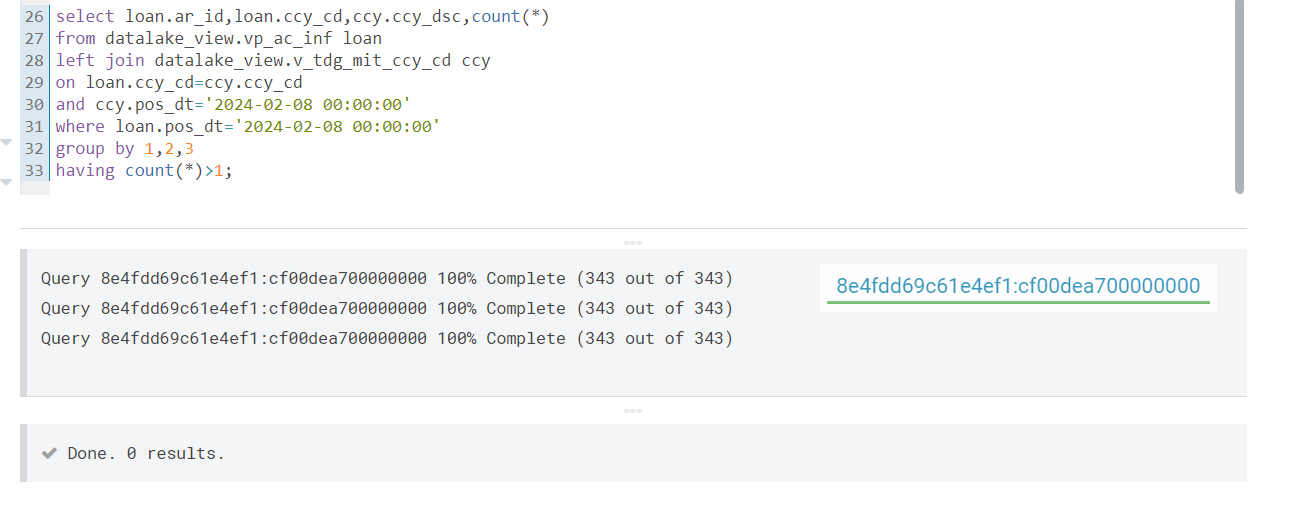 26 select loan.ar_id,loan.ccy_cd,ccy.ccy_dsc,count(*)
27 from datalake_view.vp_ac_inf loan
28 left join datalake_view.v_tdg_mit_ccy_cd ccy
29 on loan.ccy_cd=ccy.ccy_cd
30 and ccy.pos_dt='2024-02-08 00:00:00'
31 where loan.pos_dt='2024-02-08 00:00:00'
32 group by 1,2,3
33 having count(*)>1;
Query 8e4fdd69c61e4ef1:cf00dea700000000 100% Complete (343 out of 343)
8e4fdd69c61e4ef1:cf00dea700000000
Query 8e4fdd69c61e4ef1:cf00dea700000000 100% Complete (343 out of 343)
Query 8e4fdd69c61e4ef1:cf00dea700000000 100% Complete (343 out of 343)
Done. 0 results.